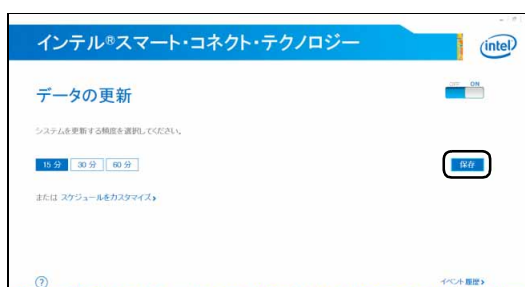 インテル®スマート・コネクト・テクノロジー
intel
データの更新
OFF ON
システムを更新する頻度を選択してください。
15 分 30 分 60 分
保存
または スケジュールをカスタマイズ
イベント履歴